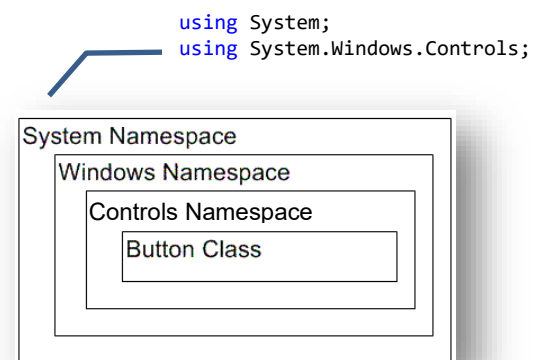 using System;
using System.Windows.Controls;
System Namespace
Windows Namespace
Controls Namespace
Button Class